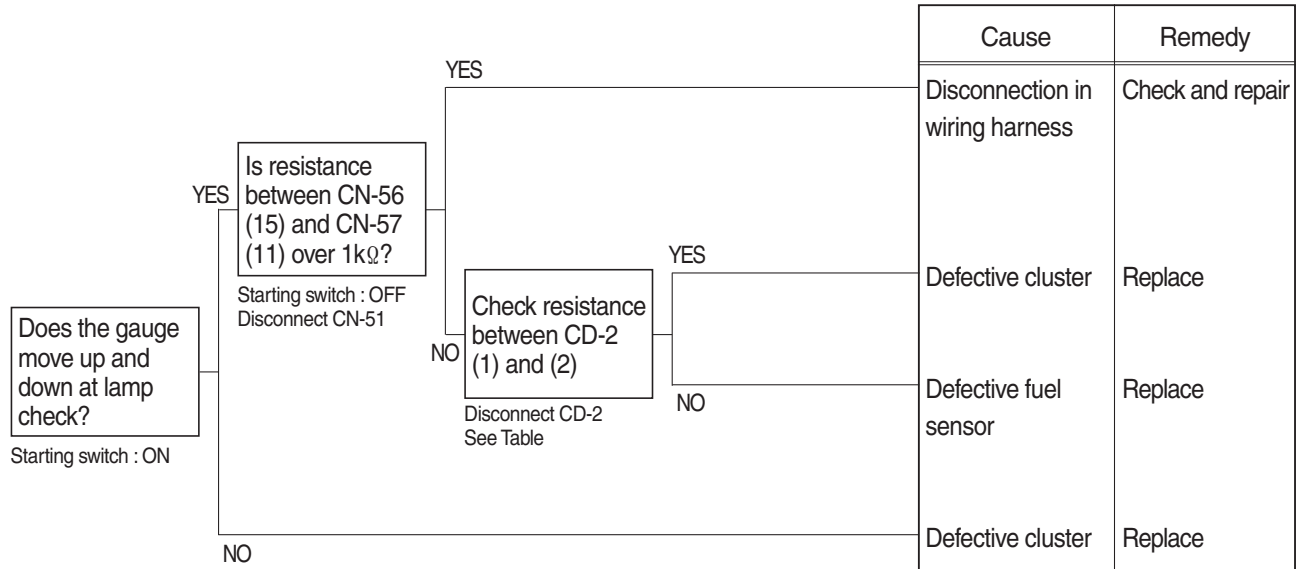 Cause
Remedy
YES
Disconnection in
wiring harness
Check and repair
YES
Is resistance
between CN-56
(15) and CN-57
(11) over 1kΩ?
Starting switch : OFF
Disconnect CN-51
YES
Defective cluster
Replace
Does the gauge
move up and
down at lamp
check?
Starting switch : ON
NO
Check resistance
between CD-2
(1) and (2)
Disconnect CD-2
See Table
NO
Defective fuel
sensor
Replace
NO
Defective cluster
Replace